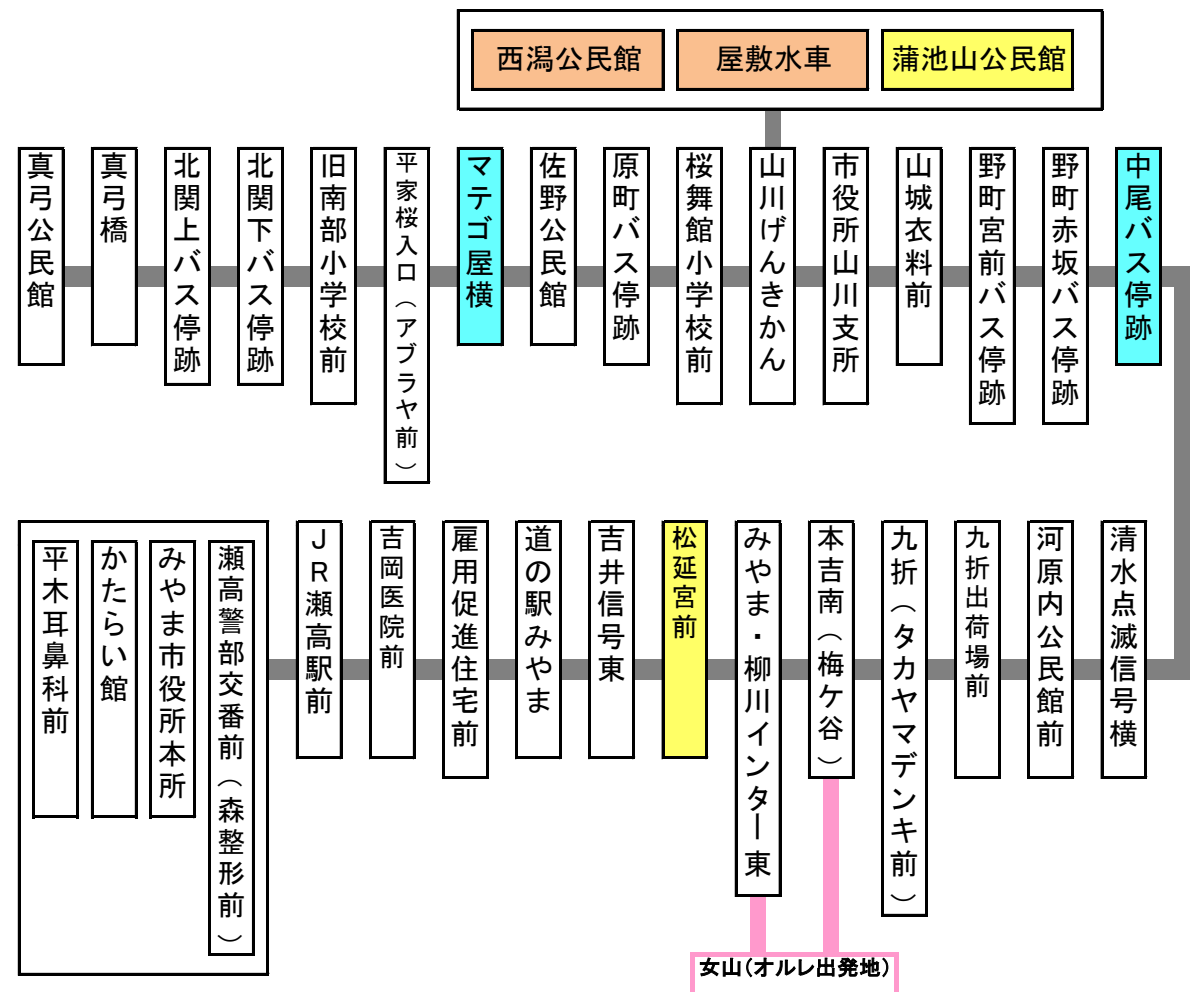 西潟公民館
屋敷水車
蒲池山公民館
真弓公民館
真弓橋
北関上バス停跡
北関下バス停跡
旧南部小学校前
平家桜入口（アブラヤ前）
マテゴ屋横
佐野公民館
原町バス停跡
桜舞館小学校前
山川げんきかん
市役所山川支所
山城衣料前
野町宮前バス停跡
野町赤坂バス停跡
中尾バス停跡
平木耳鼻科前
かたらい館
みやま市役所本所
瀬高警部交番前（森整形前）
ＪＲ瀬高駅前
吉岡医院前
雇用促進住宅前
道の駅みやま
吉井信号東
松延宮前
みやま・柳川インター東
本吉南（梅ケ谷）
九折（タカヤマデンキ前）
九折出荷場前
河原内公民館前
清水点滅信号横
女山（オルレ出発地）